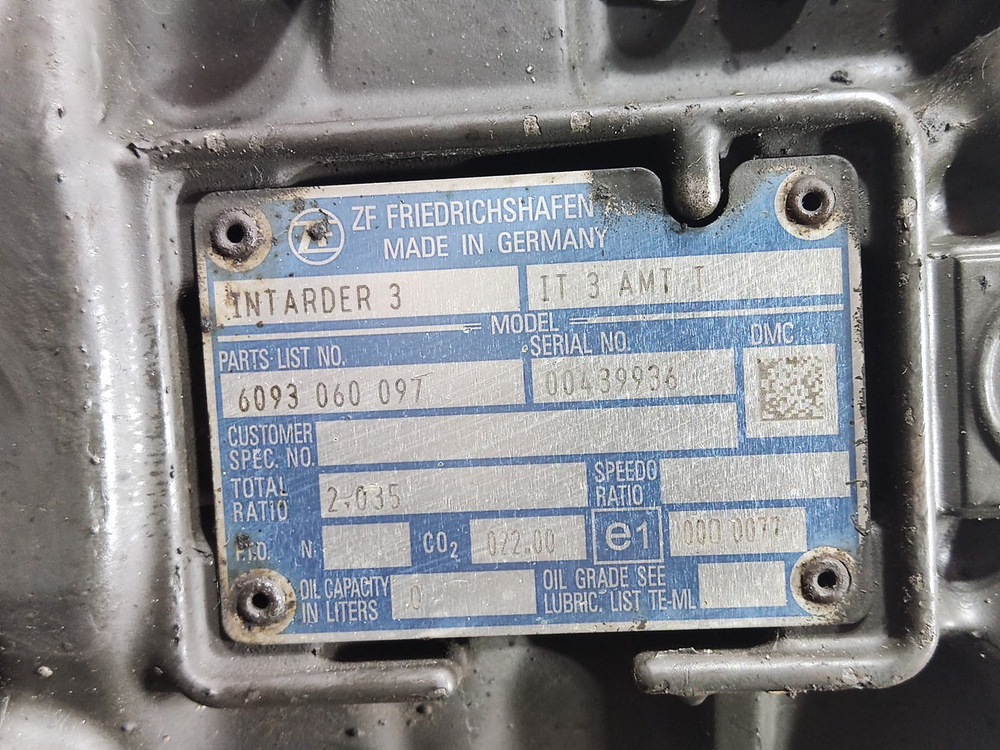 ZF
ZF FRIEDRICHSHAFEN
MADE IN GERMANY
INTARDER 3
IT 3 AMT T
MODEL
PARTS LIST NO.
SERIAL NO.
DMC
6093 060 097
00439936
CUSTOMER
SPEC. NO.
TOTAL
RATIO
2.035
SPEEDO
RATIO
N.
CO2
072.00
e1
000 0077
OIL CAPACITY
IN LITERS
0
OIL GRADE SEE
LUBRIC. LIST TE-ML